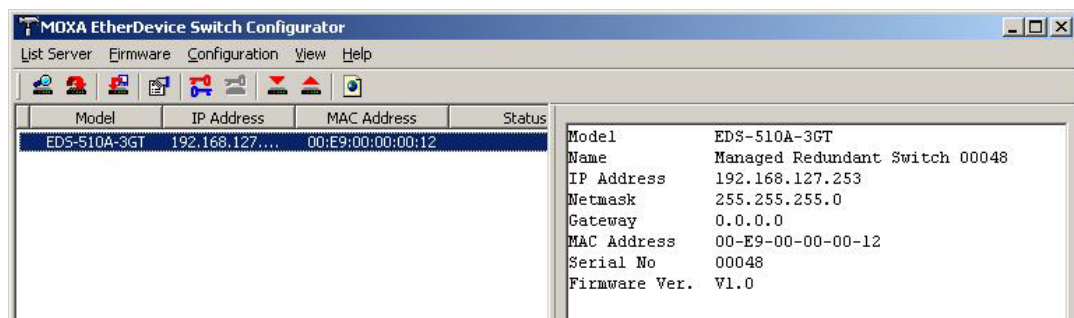 MOXA EtherDevice Switch Configurator
List Server Firmware Configuration View Help
Model IP Address MAC Address Status
EDS-510A-3GT 192.168.127.... 00:E9:00:00:00:12
Model EDS-510A-3GT
Name Managed Redundant Switch 00048
IP Address 192.168.127.253
Netmask 255.255.255.0
Gateway 0.0.0.0
MAC Address 00-E9-00-00-00-12
Serial No 00048
Firmware Ver. V1.0